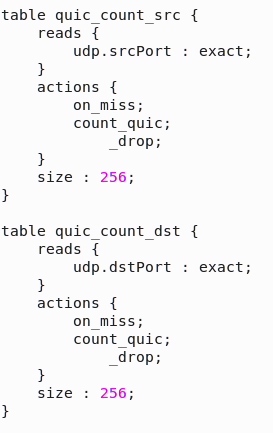 table quic_count_src {
    reads {
        udp.srcPort : exact;
    }
    actions {
        on_miss;
        count_quic;
            _drop;
    }
    size : 256;
}

table quic_count_dst {
    reads {
        udp.dstPort : exact;
    }
    actions {
        on_miss;
        count_quic;
            _drop;
    }
    size : 256;
}